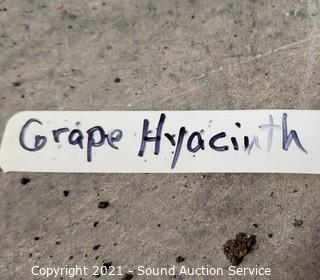 Grape Hyacinth
Copyright 2021 - Sound Auction Service